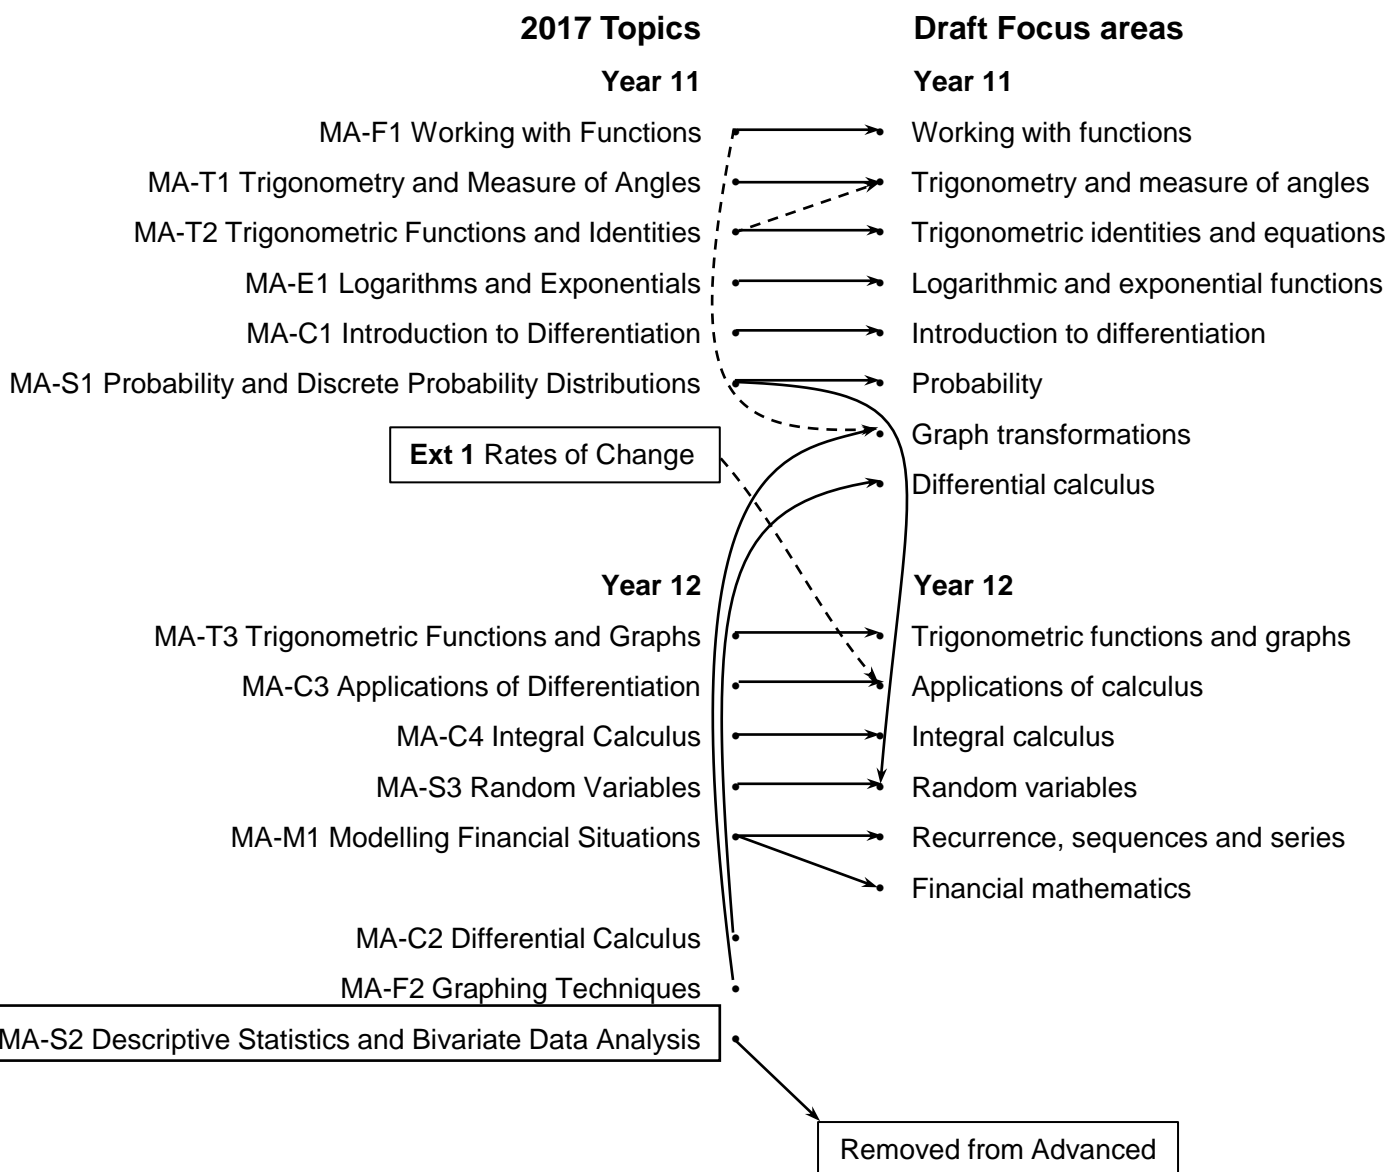 2017 Topics
Draft Focus areas
Year 11
Year 11
MA-F1 Working with Functions
Working with functions
MA-T1 Trigonometry and Measure of Angles
Trigonometry and measure of angles
MA-T2 Trigonometric Functions and Identities
Trigonometric identities and equations
MA-E1 Logarithms and Exponentials
Logarithmic and exponential functions
MA-C1 Introduction to Differentiation
Introduction to differentiation
MA-S1 Probability and Discrete Probability Distributions
Probability
Graph transformations
Ext 1 Rates of Change
Differential calculus
Year 12
Year 12
MA-T3 Trigonometric Functions and Graphs
Trigonometric functions and graphs
MA-C3 Applications of Differentiation
Applications of calculus
MA-C4 Integral Calculus
Integral calculus
MA-S3 Random Variables
Random variables
MA-M1 Modelling Financial Situations
Recurrence, sequences and series
Financial mathematics
MA-C2 Differential Calculus
MA-F2 Graphing Techniques
MA-S2 Descriptive Statistics and Bivariate Data Analysis
Removed from Advanced